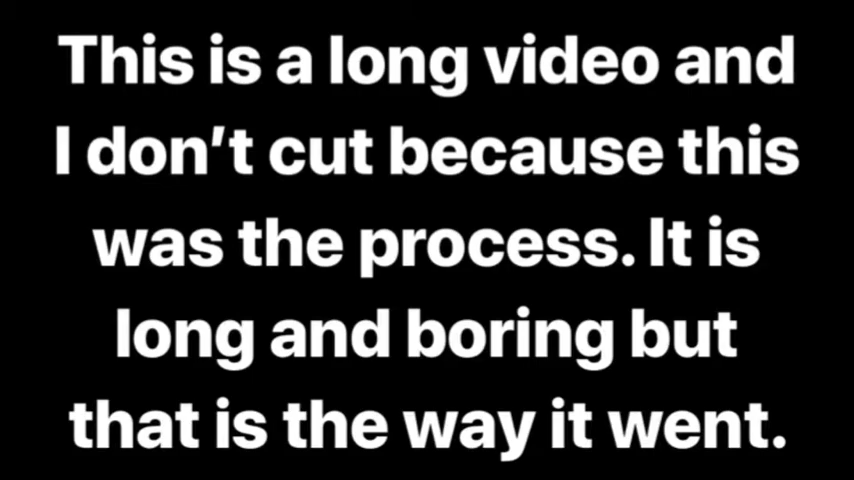 This is a long video and
I don’t cut because this
was the process. It is
long and boring but
that is the way it went.